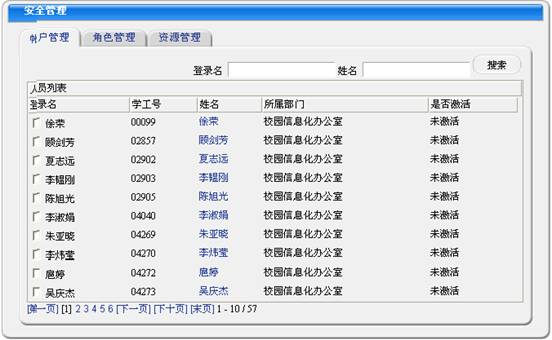 安全管理
帐户管理 角色管理 资源管理
登录名 姓名 搜索
人员列表
登录名 学工号 姓名 所属部门 是否激活
徐荣 00099 徐荣 校园信息化办公室 未激活
顾剑芳 02857 顾剑芳 校园信息化办公室 未激活
夏志远 02902 夏志远 校园信息化办公室 未激活
李韫刚 02903 李韫刚 校园信息化办公室 未激活
陈旭光 02905 陈旭光 校园信息化办公室 未激活
李淑娟 04040 李淑娟 校园信息化办公室 未激活
朱亚晓 04269 朱亚晓 校园信息化办公室 未激活
李炜莹 04270 李炜莹 校园信息化办公室 未激活
扈婷 04272 扈婷 校园信息化办公室 未激活
吴庆杰 04273 吴庆杰 校园信息化办公室 未激活
[第一页] [1] 2 3 4 5 6 [下一页] [下十页] [末页] 1 - 10 / 57